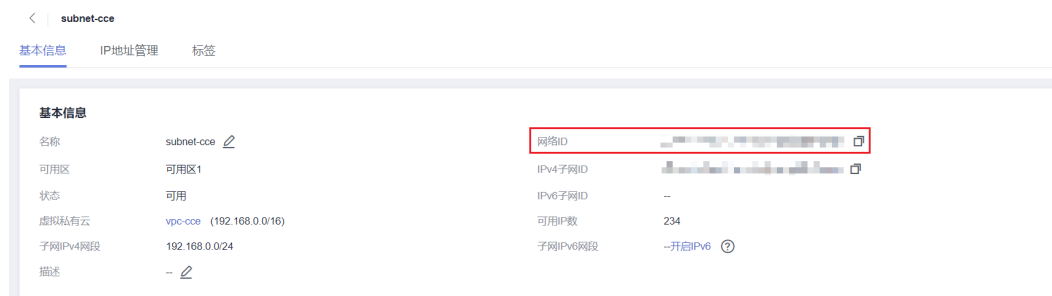 subnet-cce
基本信息 IP地址管理 标签
基本信息
名称 subnet-cce 网络ID
可用区 可用区1 IPv4子网ID
状态 可用 IPv6子网ID --
虚拟私有云 vpc-cce (192.168.0.0/16) 可用IP数 234
子网IPv4网段 192.168.0.0/24 子网IPv6网段 --开启IPv6
描述 --